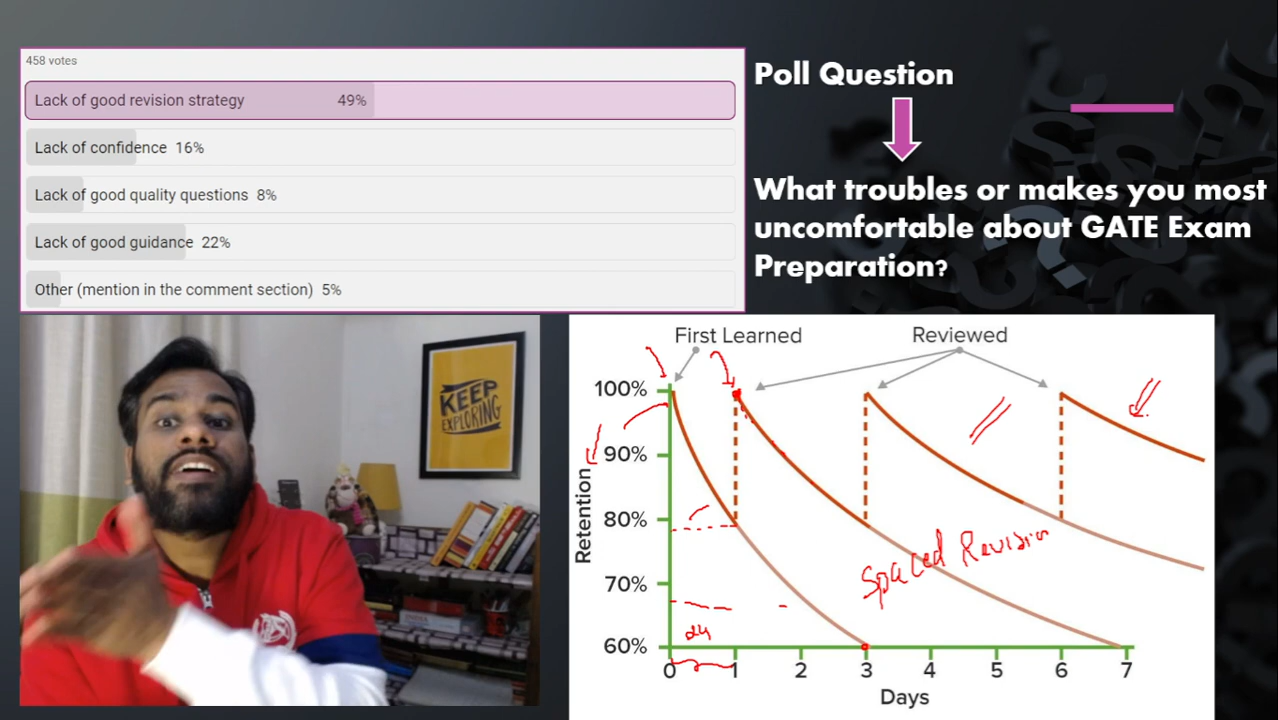 458 votes
Lack of good revision strategy 49%
Lack of confidence 16%
Lack of good quality questions 8%
Lack of good guidance 22%
Other (mention in the comment section) 5%
Poll Question
What troubles or makes you most
uncomfortable about GATE Exam
Preparation?
KEEP
EXPLORING
First Learned
Reviewed
100%
90%
80%
70%
60%
Retention
Spaced Revision
24
0 1 2 3 4 5 6 7
Days